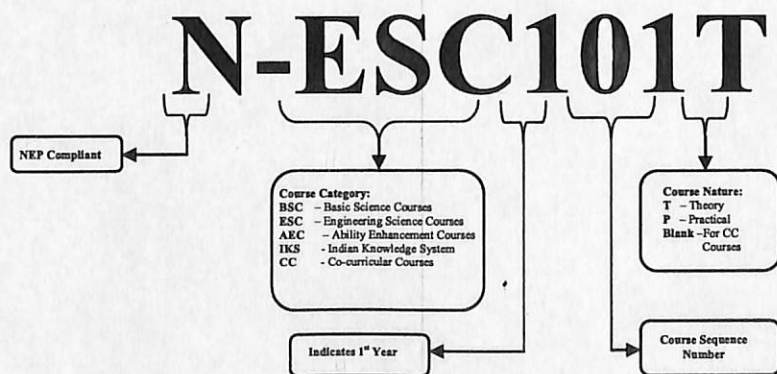 N-ESC101T
NEP Compliant
Course Category:
BSC – Basic Science Courses
ESC – Engineering Science Courses
AEC – Ability Enhancement Courses
IKS - Indian Knowledge System
CC - Co-curricular Courses
Course Nature:
T – Theory
P – Practical
Blank –For CC
Courses
Indicates 1st Year
Course Sequence
Number